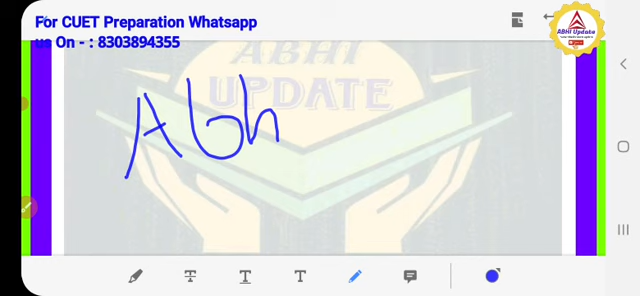 For CUET Preparation Whatsapp
us On - : 8303894355
ABHI
UPDATE
Abh
ABHI Update